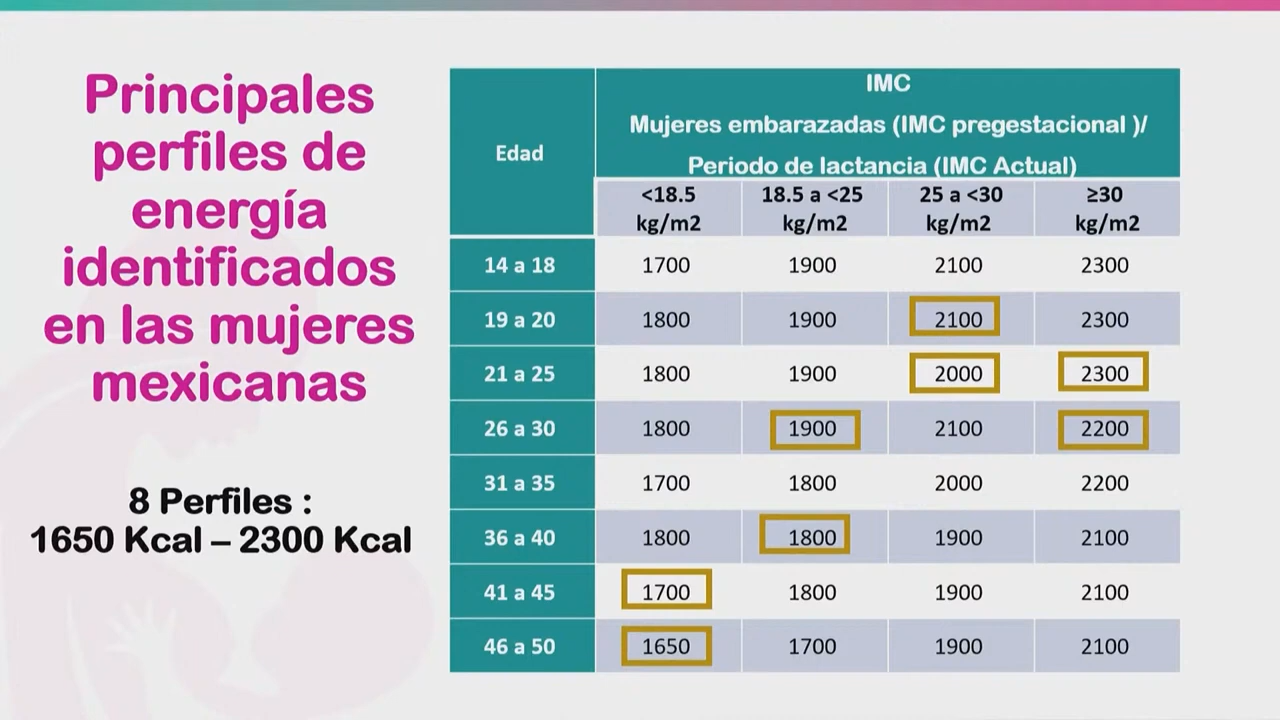 Principales
perfiles de
energía
identificados
en las mujeres
mexicanas
8 Perfiles :
1650 Kcal – 2300 Kcal
Edad
IMC
Mujeres embarazadas (IMC pregestacional )/
Periodo de lactancia (IMC Actual)
<18.5 kg/m2 18.5 a <25 kg/m2 25 a <30 kg/m2 ≥30 kg/m2
14 a 18 1700 1900 2100 2300
19 a 20 1800 1900 2100 2300
21 a 25 1800 1900 2000 2300
26 a 30 1800 1900 2100 2200
31 a 35 1700 1800 2000 2200
36 a 40 1800 1800 1900 2100
41 a 45 1700 1800 1900 2100
46 a 50 1650 1700 1900 2100